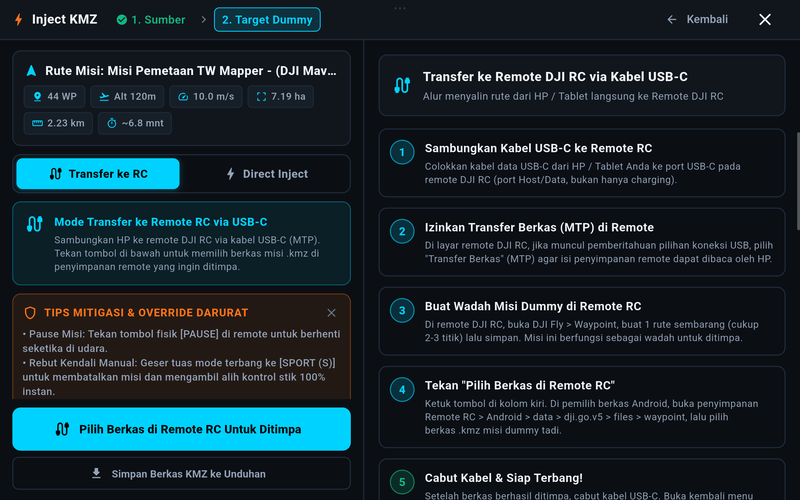 Inject KMZ
1. Sumber
2. Target Dummy
Kembali
Rute Misi: Misi Pemetaan TW Mapper - (DJI Mav...
44 WP
Alt 120m
10.0 m/s
7.19 ha
2.23 km
~6.8 mnt
Transfer ke RC
Direct Inject
Mode Transfer ke Remote RC via USB-C
Sambungkan HP ke remote DJI RC via kabel USB-C (MTP).
Tekan tombol di bawah untuk memilih berkas misi .kmz di
penyimpanan remote yang ingin ditimpa.
TIPS MITIGASI & OVERRIDE DARURAT
• Pause Misi: Tekan tombol fisik [PAUSE] di remote untuk berhenti
seketika di udara.
• Rebut Kendali Manual: Geser tuas mode terbang ke [SPORT (S)]
untuk membatalkan misi dan mengambil alih kontrol stik 100%
instan.
Pilih Berkas di Remote RC Untuk Ditimpa
Simpan Berkas KMZ ke Unduhan
Transfer ke Remote DJI RC via Kabel USB-C
Alur menyalin rute dari HP / Tablet langsung ke Remote DJI RC
1
Sambungkan Kabel USB-C ke Remote RC
Colokkan kabel data USB-C dari HP / Tablet Anda ke port USB-C pada
remote DJI RC (port Host/Data, bukan hanya charging).
2
Izinkan Transfer Berkas (MTP) di Remote
Di layar remote DJI RC, jika muncul pemberitahuan pilihan koneksi USB, pilih
"Transfer Berkas" (MTP) agar isi penyimpanan remote dapat dibaca oleh HP.
3
Buat Wadah Misi Dummy di Remote RC
Di remote DJI RC, buka DJI Fly > Waypoint, buat 1 rute sembarang (cukup
2-3 titik) lalu simpan. Misi ini berfungsi sebagai wadah untuk ditimpa.
4
Tekan "Pilih Berkas di Remote RC"
Ketuk tombol di kolom kiri. Di pemilih berkas Android, buka penyimpanan
Remote RC > Android > data > dji.go.v5 > files > waypoint, lalu pilih
berkas .kmz misi dummy tadi.
5
Cabut Kabel & Siap Terbang!
Setelah berkas berhasil ditimpa, cabut kabel USB-C. Buka kembali menu